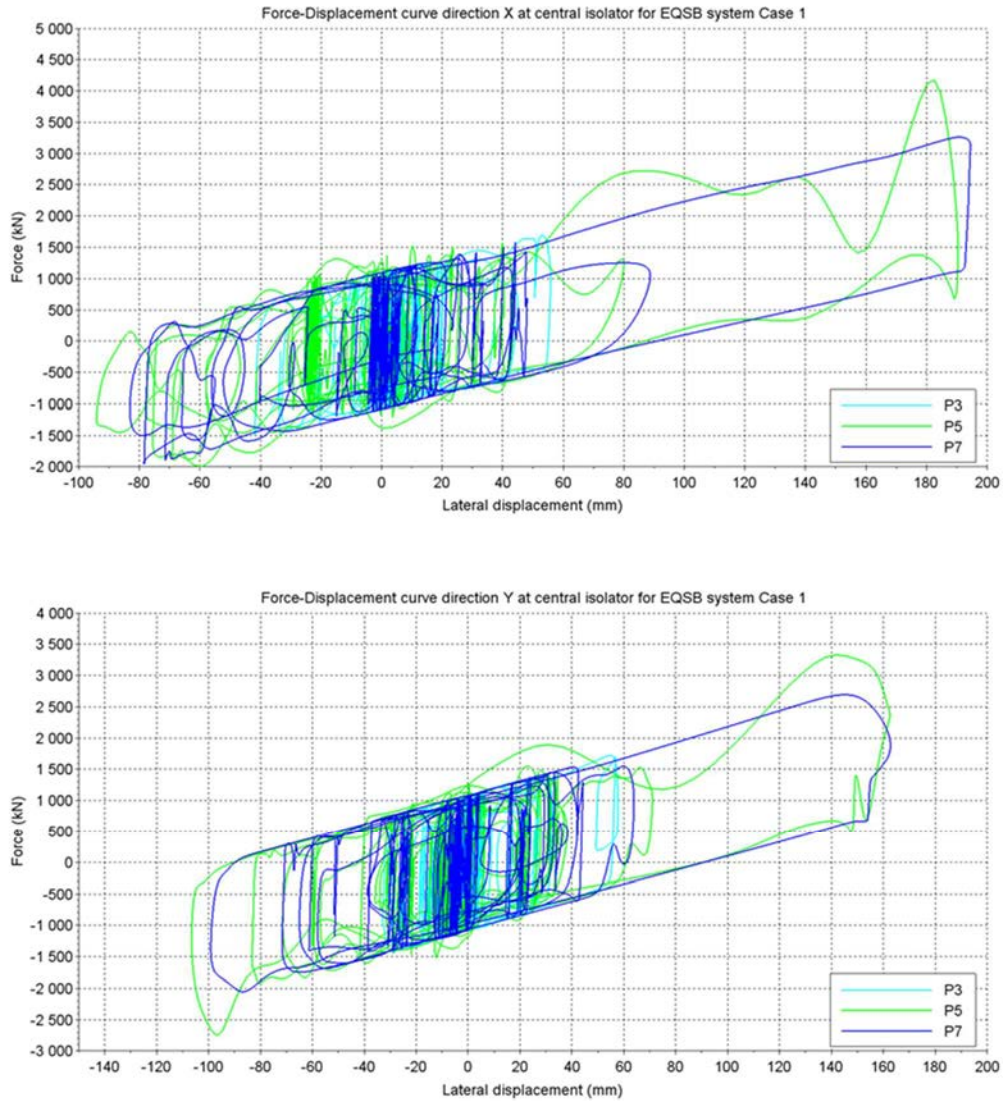 Force-Displacement curve direction X at central isolator for EQSB system Case 1
5 000
4 500
4 000
3 500
3 000
2 500
2 000
1 500
1 000
500
0
-500
-1 000
-1 500
-2 000
Force (kN)
P3
P5
P7
-100 -80 -60 -40 -20 0 20 40 60 80 100 120 140 160 180 200
Lateral displacement (mm)
Force-Displacement curve direction Y at central isolator for EQSB system Case 1
4 000
3 500
3 000
2 500
2 000
1 500
1 000
500
0
-500
-1 000
-1 500
-2 000
-2 500
-3 000
Force (kN)
P3
P5
P7
-140 -120 -100 -80 -60 -40 -20 0 20 40 60 80 100 120 140 160 180 200
Lateral displacement (mm)